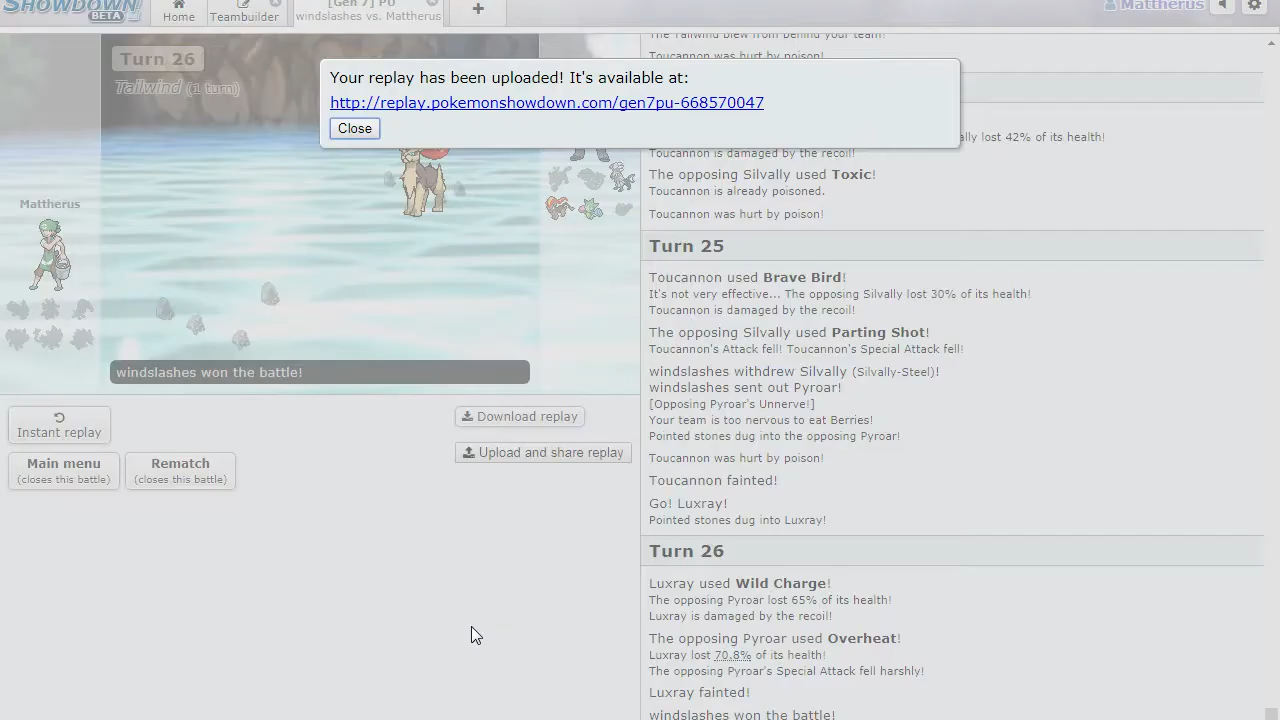 SHOWDOWN
BETA
Home
Teambuilder
[Gen 7] PU
windslashes vs. Mattherus
+
Mattherus
Turn 26
Tailwind (1 turn)
Mattherus
windslashes won the battle!
Instant replay
Download replay
Upload and share replay
Main menu
(closes this battle)
Rematch
(closes this battle)
Your replay has been uploaded! It's available at:
http://replay.pokemonshowdown.com/gen7pu-668570047
Close
The Tailwind blew from behind your team!
Toucannon was hurt by poison!
ally lost 42% of its health!
Toucannon is damaged by the recoil!
The opposing Silvally used Toxic!
Toucannon is already poisoned.
Toucannon was hurt by poison!
Turn 25
Toucannon used Brave Bird!
It's not very effective... The opposing Silvally lost 30% of its health!
Toucannon is damaged by the recoil!
The opposing Silvally used Parting Shot!
Toucannon's Attack fell! Toucannon's Special Attack fell!
windslashes withdrew Silvally (Silvally-Steel)!
windslashes sent out Pyroar!
[Opposing Pyroar's Unnerve!]
Your team is too nervous to eat Berries!
Pointed stones dug into the opposing Pyroar!
Toucannon was hurt by poison!
Toucannon fainted!
Go! Luxray!
Pointed stones dug into Luxray!
Turn 26
Luxray used Wild Charge!
The opposing Pyroar lost 65% of its health!
Luxray is damaged by the recoil!
The opposing Pyroar used Overheat!
Luxray lost 70.8% of its health!
The opposing Pyroar's Special Attack fell harshly!
Luxray fainted!
windslashes won the battle!